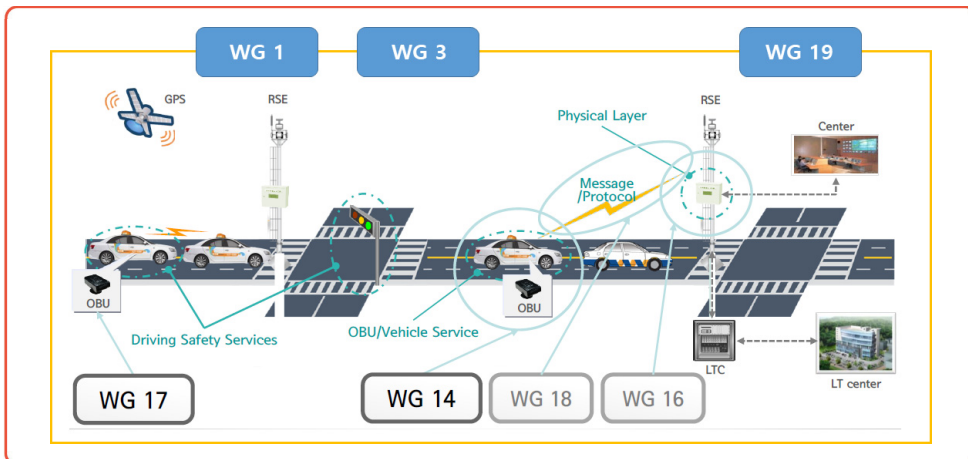 WG 1
WG 3
WG 19
GPS
RSE
RSE
Physical Layer
Center
Message
/Protocol
OBU
OBU
Driving Safety Services
OBU/Vehicle Service
LTC
LT center
WG 17
WG 14
WG 18
WG 16